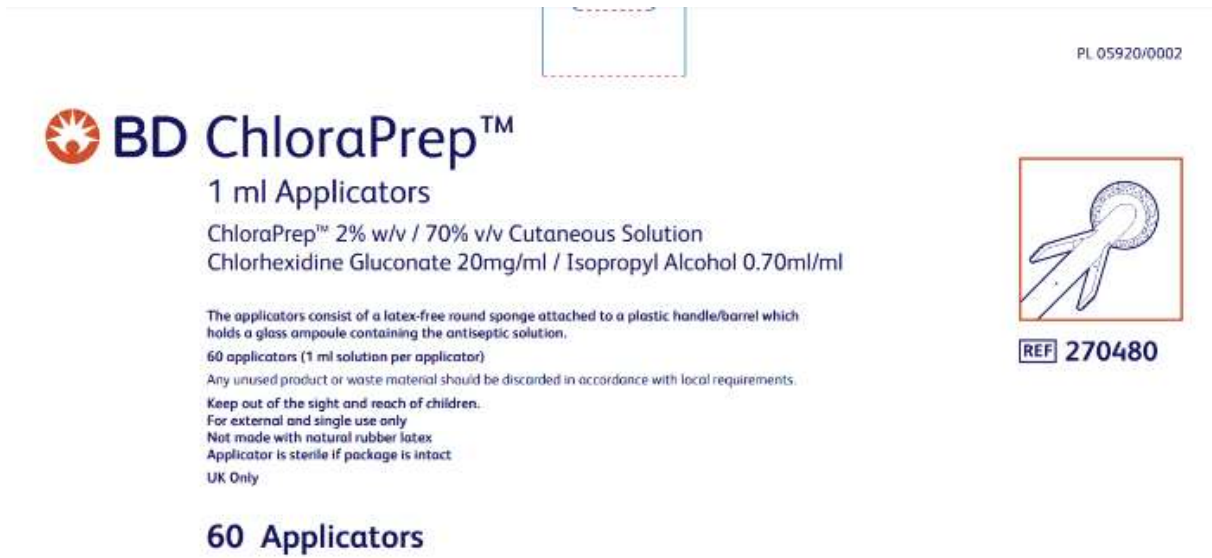 PL 05920/0002
BD ChloraPrep™
1 ml Applicators
ChloraPrep™ 2% w/v / 70% v/v Cutaneous Solution
Chlorhexidine Gluconate 20mg/ml / Isopropyl Alcohol 0.70ml/ml
The applicators consist of a latex-free round sponge attached to a plastic handle/barrel which
holds a glass ampoule containing the antiseptic solution.
60 applicators (1 ml solution per applicator)
Any unused product or waste material should be discarded in accordance with local requirements.
Keep out of the sight and reach of children.
For external and single use only
Not made with natural rubber latex
Applicator is sterile if package is intact
UK Only
REF 270480
60 Applicators